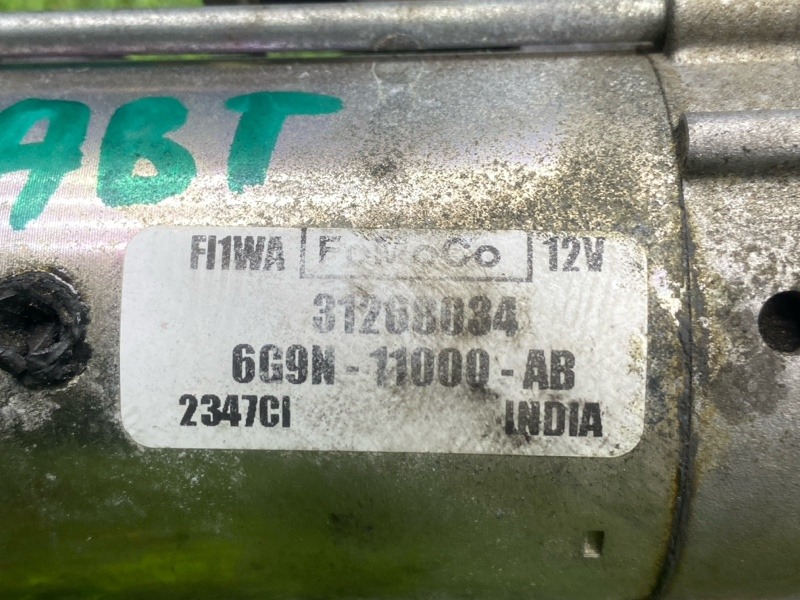 ABT
FI1WA FoMoCo 12V
31268034
6G9N-11000-AB
2347CI INDIA